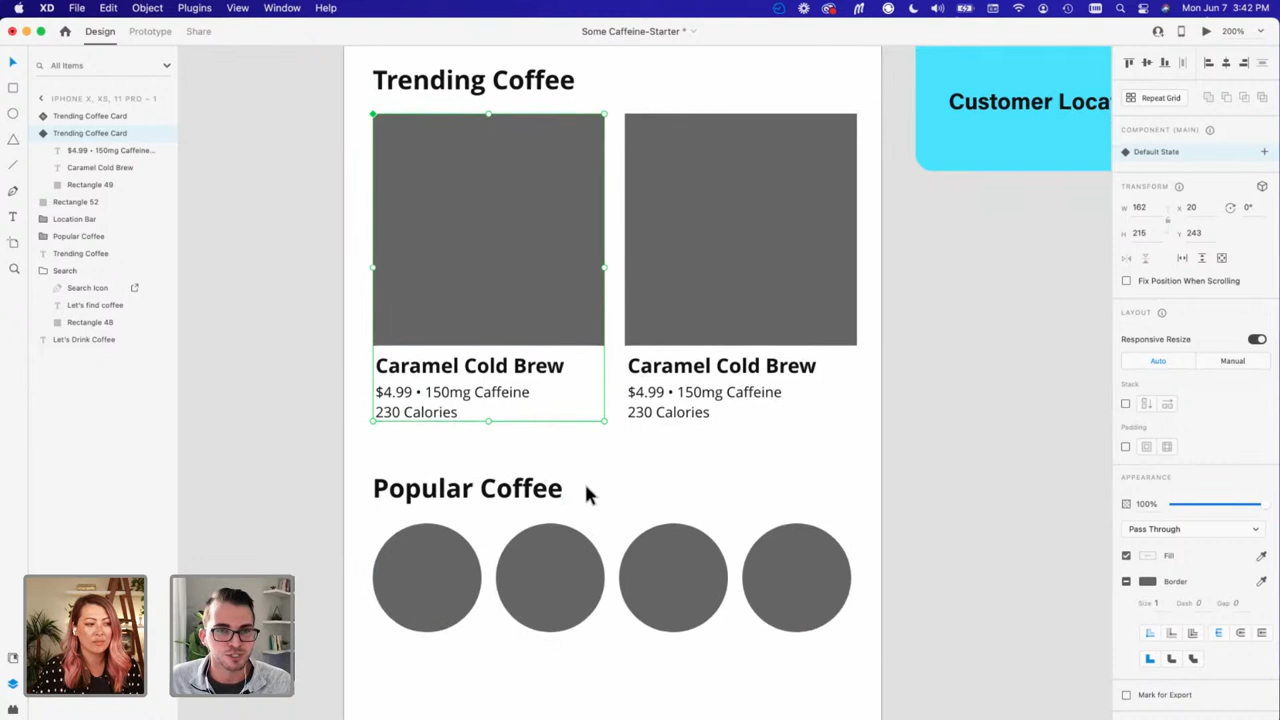 XD File Edit Object Plugins View Window Help
Mon Jun 7 3:42 PM
Design Prototype Share
Some Caffeine-Starter *
200%
All Items
IPHONE X, XS, 11 PRO – 1
Trending Coffee Card
Trending Coffee Card
$4.99 • 150mg Caffeine...
Caramel Cold Brew
Rectangle 49
Rectangle 52
Location Bar
Popular Coffee
Trending Coffee
Search
Search Icon
Let's find coffee
Rectangle 48
Let's Drink Coffee
Trending Coffee
Caramel Cold Brew
$4.99 • 150mg Caffeine
230 Calories
Caramel Cold Brew
$4.99 • 150mg Caffeine
230 Calories
Popular Coffee
Customer Loca
Repeat Grid
COMPONENT (MAIN)
Default State
TRANSFORM
W 162 X 20 0°
H 215 Y 243
Fix Position When Scrolling
LAYOUT
Responsive Resize
Auto Manual
Stack
Padding
APPEARANCE
100%
Pass Through
Fill
Border
Size 1 Dash 0 Gap 0
Mark for Export